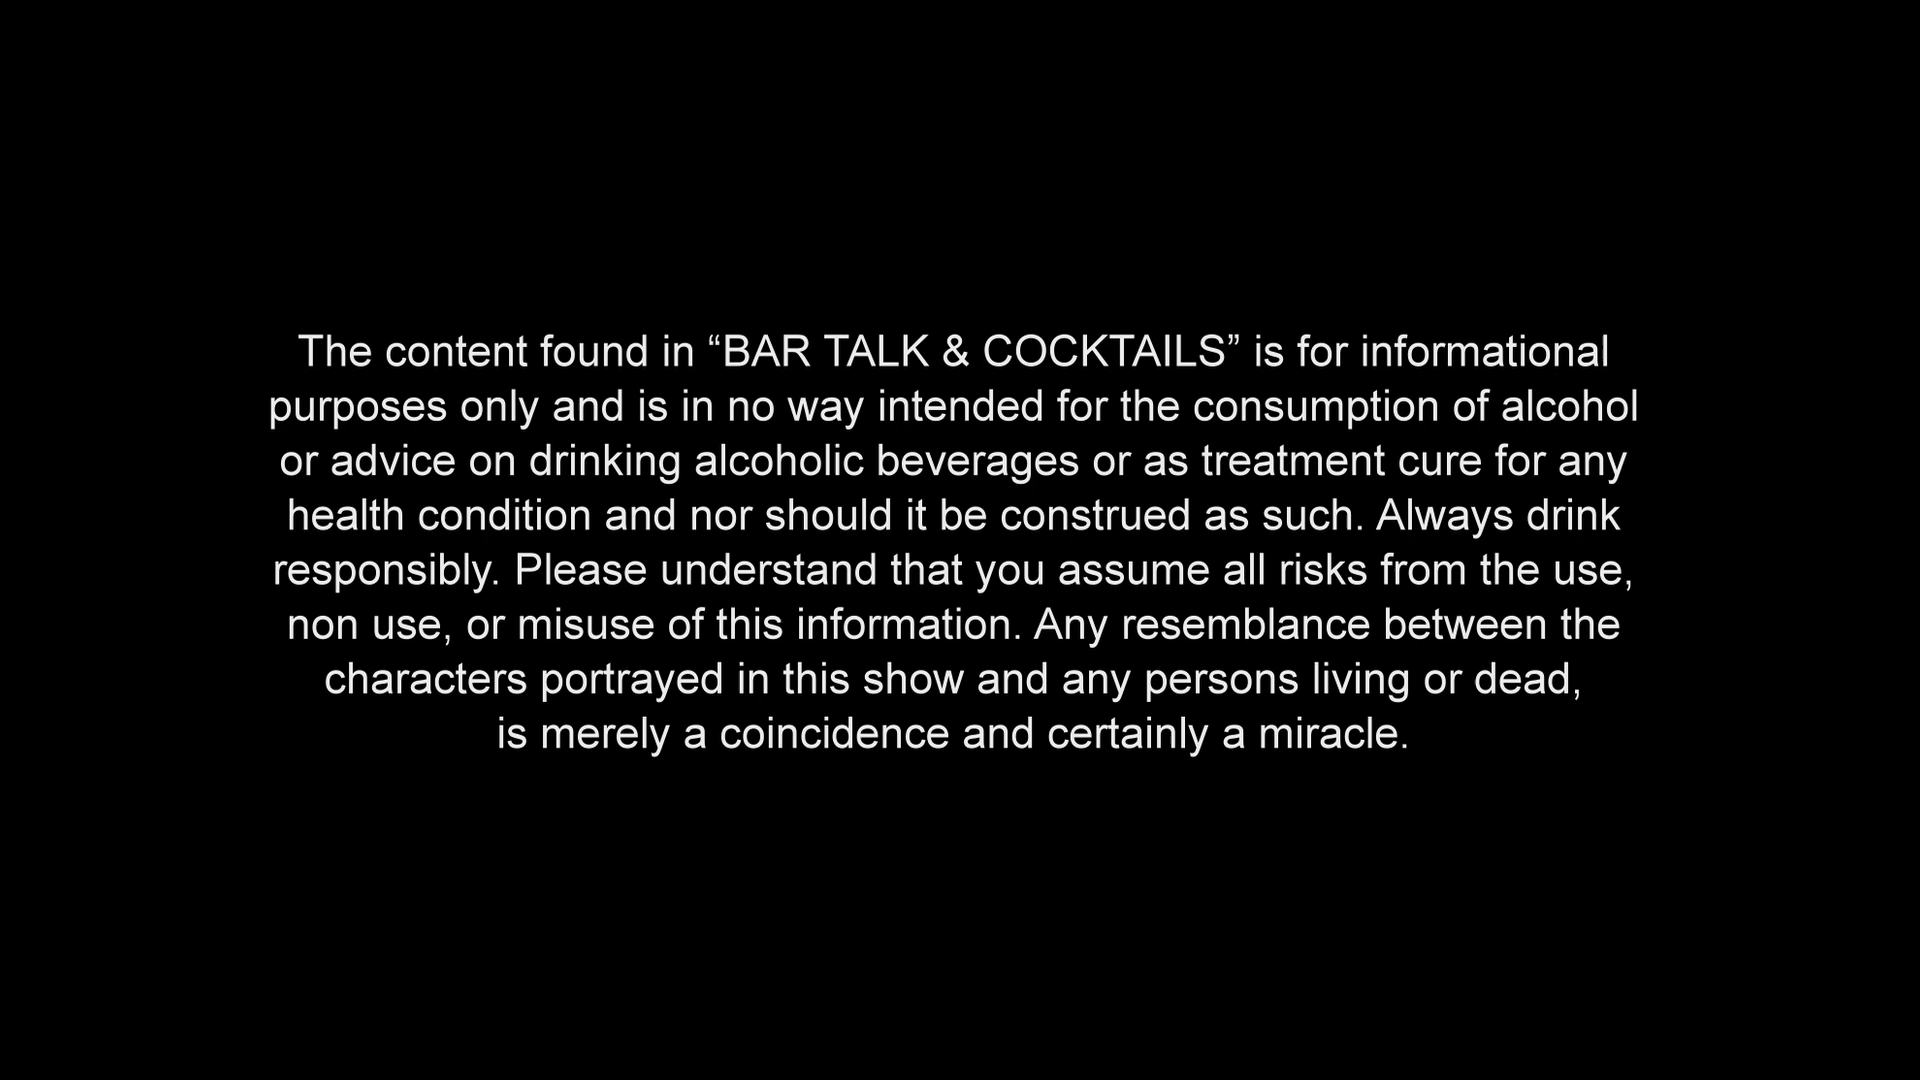 The content found in “BAR TALK & COCKTAILS” is for informational
purposes only and is in no way intended for the consumption of alcohol
or advice on drinking alcoholic beverages or as treatment cure for any
health condition and nor should it be construed as such. Always drink
responsibly. Please understand that you assume all risks from the use,
non use, or misuse of this information. Any resemblance between the
characters portrayed in this show and any persons living or dead,
is merely a coincidence and certainly a miracle.